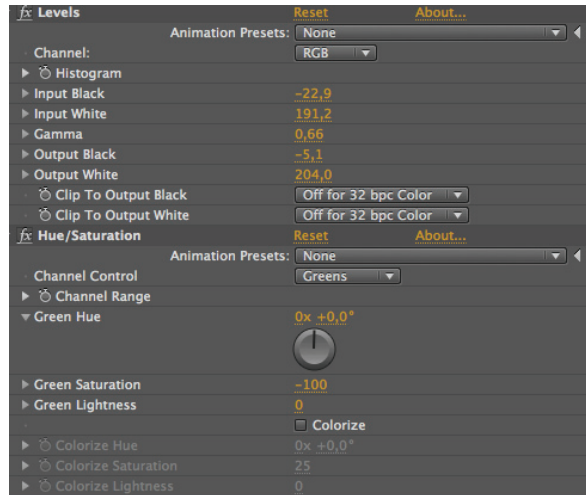 fx Levels Reset About...
Animation Presets: None
Channel: RGB
Histogram
Input Black -22,9
Input White 191,2
Gamma 0,66
Output Black -5,1
Output White 204,0
Clip To Output Black Off for 32 bpc Color
Clip To Output White Off for 32 bpc Color
fx Hue/Saturation Reset About...
Animation Presets: None
Channel Control Greens
Channel Range
Green Hue 0x +0,0°
Green Saturation -100
Green Lightness 0
Colorize
Colorize Hue 0x +0,0°
Colorize Saturation 25
Colorize Lightness 0